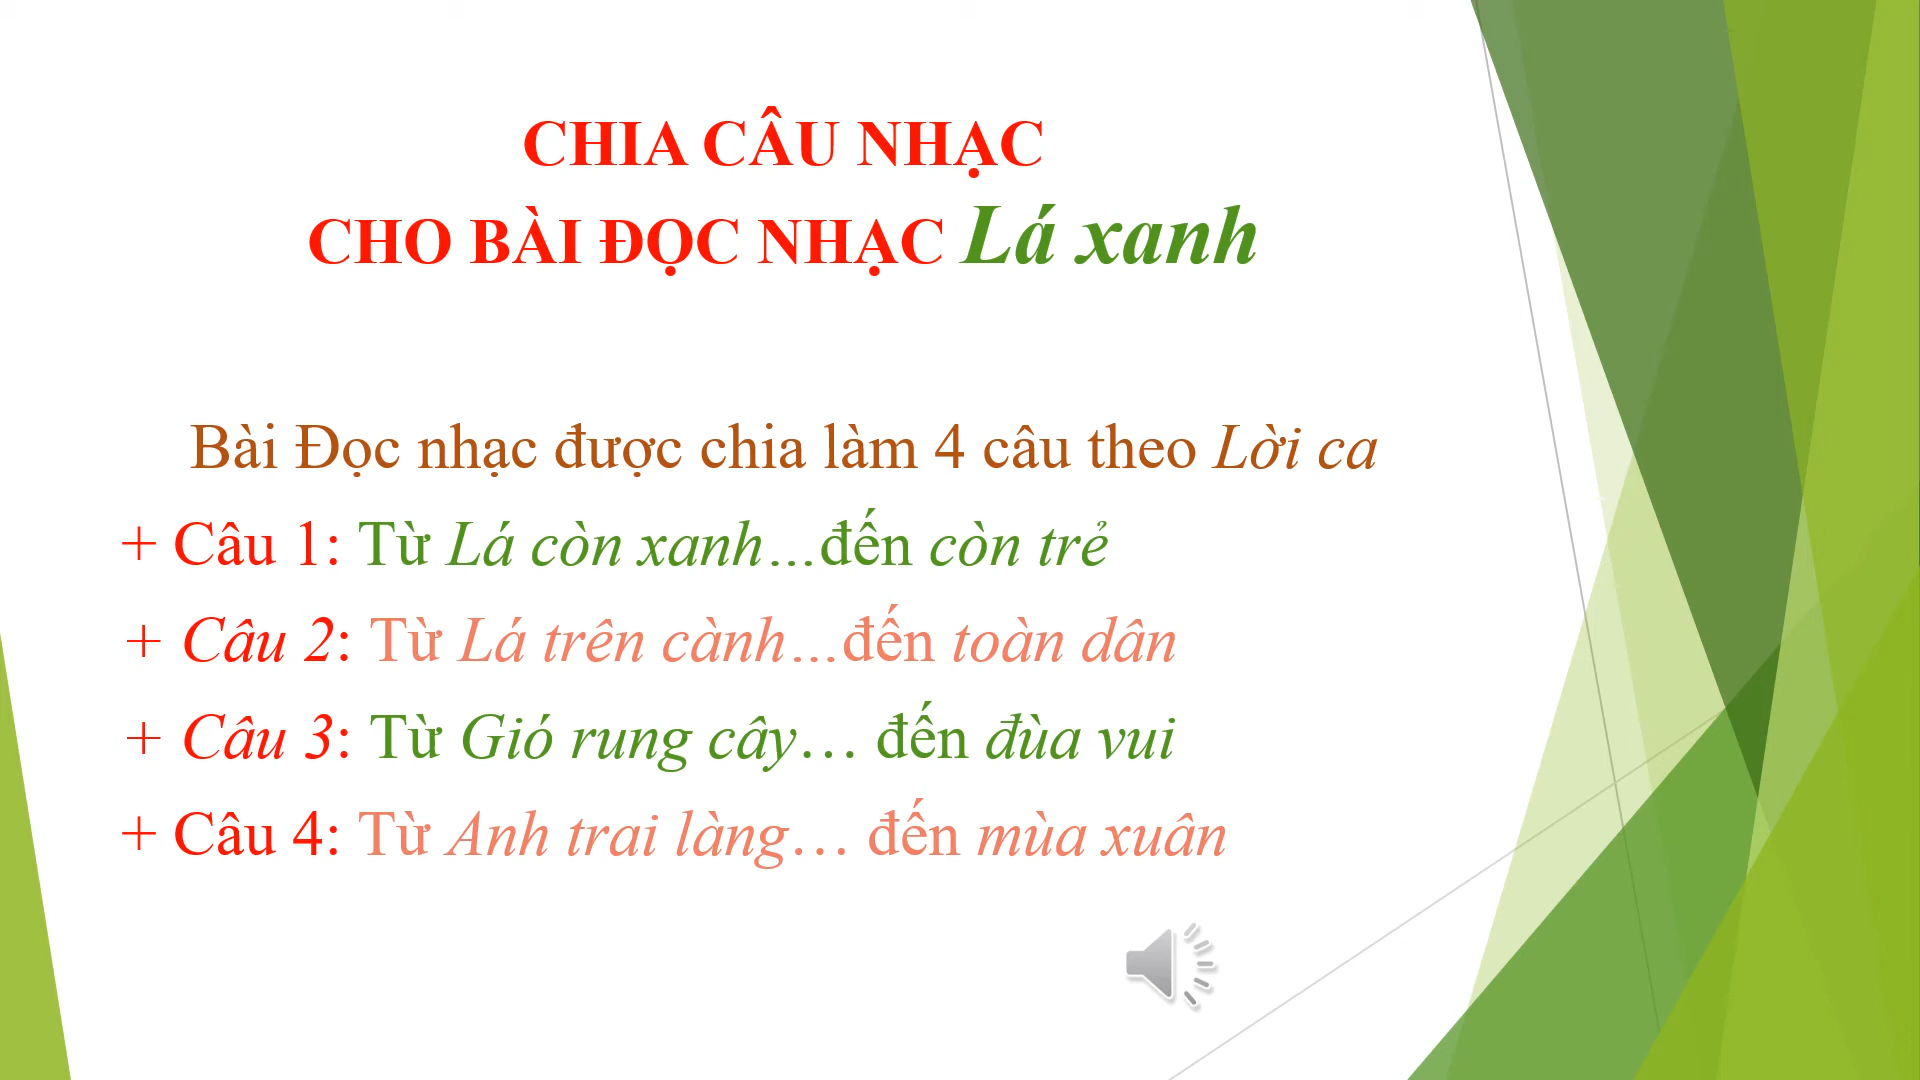 CHIA CÂU NHẠC
CHO BÀI ĐỌC NHẠC Lá xanh
Bài Đọc nhạc được chia làm 4 câu theo Lời ca
+ Câu 1: Từ Lá còn xanh…đến còn trẻ
+ Câu 2: Từ Lá trên cành…đến toàn dân
+ Câu 3: Từ Gió rung cây… đến đùa vui
+ Câu 4: Từ Anh trai làng… đến mùa xuân